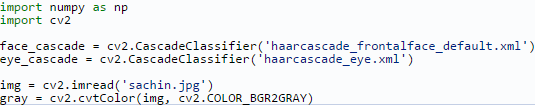 import numpy as np
import cv2
face_cascade = cv2.CascadeClassifier('haarcascade_frontalface_default.xml')
eye_cascade = cv2.CascadeClassifier('haarcascade_eye.xml')
img = cv2.imread('sachin.jpg')
gray = cv2.cvtColor(img, cv2.COLOR_BGR2GRAY)